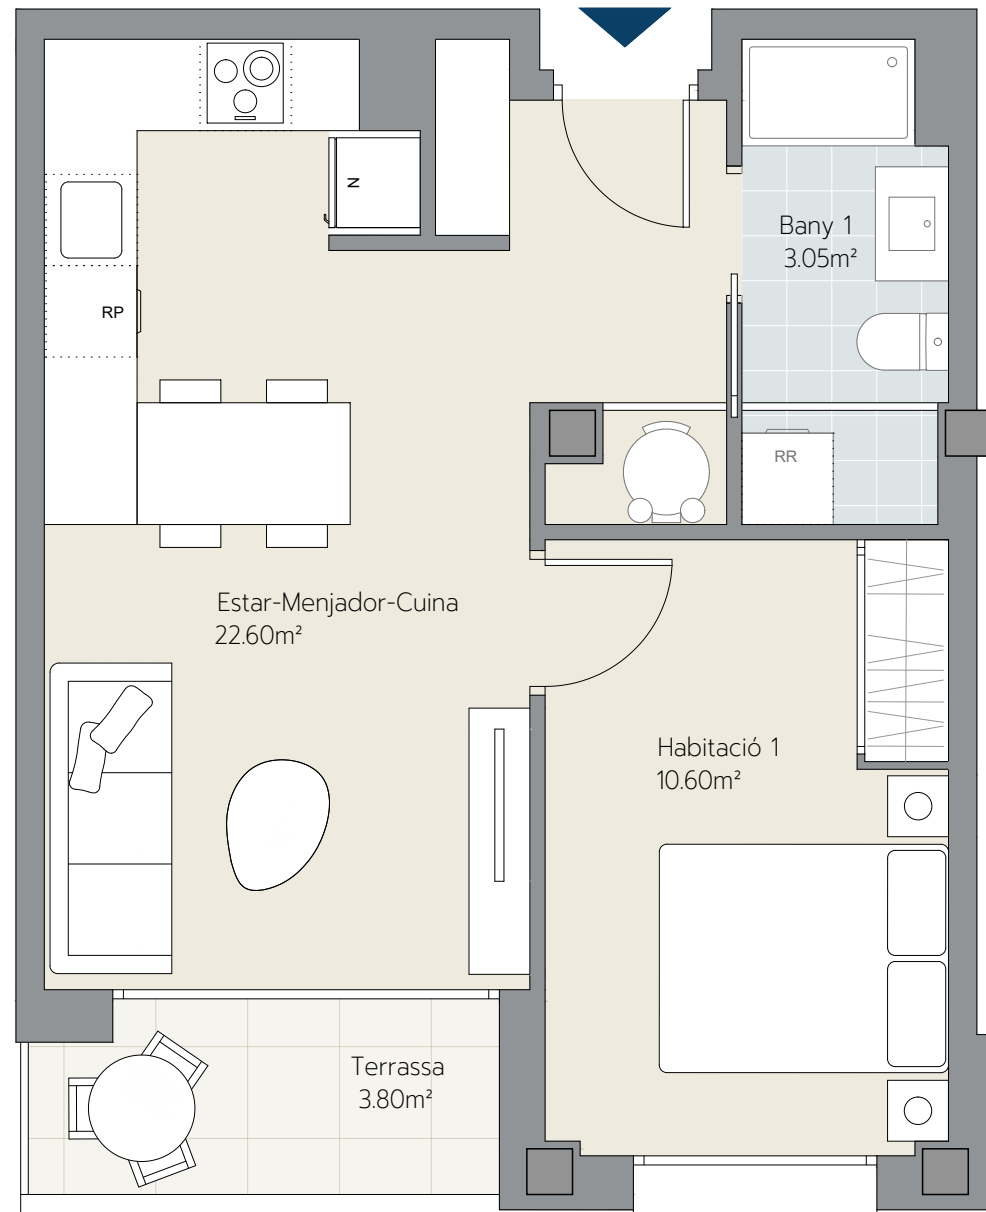 N
Bany 1
3.05m²
RP
RR
Estar-Menjador-Cuina
22.60m²
Habitació 1
10.60m²
Terrassa
3.80m²